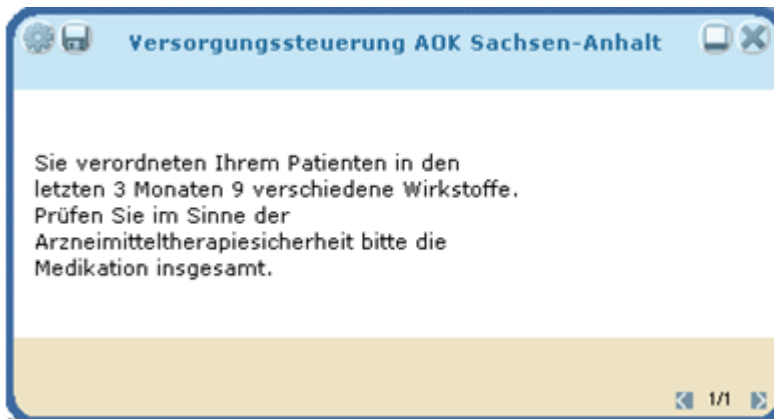 Versorgungssteuerung AOK Sachsen-Anhalt
Sie verordneten Ihrem Patienten in den
letzten 3 Monaten 9 verschiedene Wirkstoffe.
Prüfen Sie im Sinne der
Arzneimitteltherapiesicherheit bitte die
Medikation insgesamt.
1/1